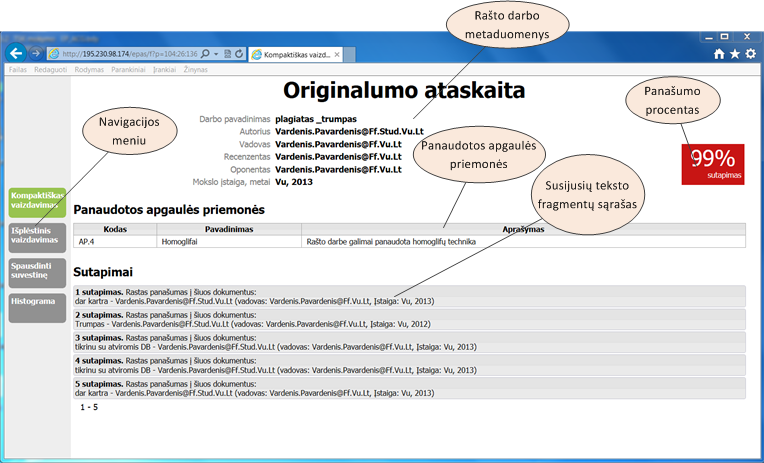 Rašto darbo
metaduomenys
http://195.230.98.174/epas/f?p=104:26:136
Kompaktiškas vaizd...
Failas Redaguoti Rodymas Parankiniai Įrankiai Žinynas
Originalumo ataskaita
Navigacijos
meniu
Panašumo
procentas
Darbo pavadinimas plagiatas _trumpas
Autorius Vardenis.Pavardenis@Ff.Stud.Vu.Lt
Vadovas Vardenis.Pavardenis@Ff.Vu.Lt
Recenzentas Vardenis.Pavardenis@Ff.Vu.Lt
Oponentas Vardenis.Pavardenis@Ff.Vu.Lt
Mokslo įstaiga, metai Vu, 2013
Panaudotos apgaulės
priemonės
99%
sutapimas
Susijusių teksto
fragmentų sąrašas
Kompaktiškas
vaizdavimas
Išplėstinis
vaizdavimas
Spausdinti
suvestinę
Histograma
Panaudotos apgaulės priemonės
Kodas Pavadinimas Aprašymas
AP.4 Homoglifai Rašto darbe galimai panaudota homoglifų technika
Sutapimai
1 sutapimas. Rastas panašumas į šiuos dokumentus:
dar kartra - Vardenis.Pavardenis@Ff.Stud.Vu.Lt (vadovas: Vardenis.Pavardenis@Ff.Vu.Lt, Įstaiga: Vu, 2013)
2 sutapimas. Rastas panašumas į šiuos dokumentus:
Trumpas - Vardenis.Pavardenis@Ff.Stud.Vu.Lt (vadovas: Vardenis.Pavardenis@Ff.Vu.Lt, Įstaiga: Vu, 2012)
3 sutapimas. Rastas panašumas į šiuos dokumentus:
tikrinu su atviromis DB - Vardenis.Pavardenis@Ff.Stud.Vu.Lt (vadovas: Vardenis.Pavardenis@Ff.Vu.Lt, Įstaiga: Vu, 2013)
4 sutapimas. Rastas panašumas į šiuos dokumentus:
tikrinu su atviromis DB - Vardenis.Pavardenis@Ff.Stud.Vu.Lt (vadovas: Vardenis.Pavardenis@Ff.Vu.Lt, Įstaiga: Vu, 2013)
5 sutapimas. Rastas panašumas į šiuos dokumentus:
dar kartra - Vardenis.Pavardenis@Ff.Stud.Vu.Lt (vadovas: Vardenis.Pavardenis@Ff.Vu.Lt, Įstaiga: Vu, 2013)
1 - 5